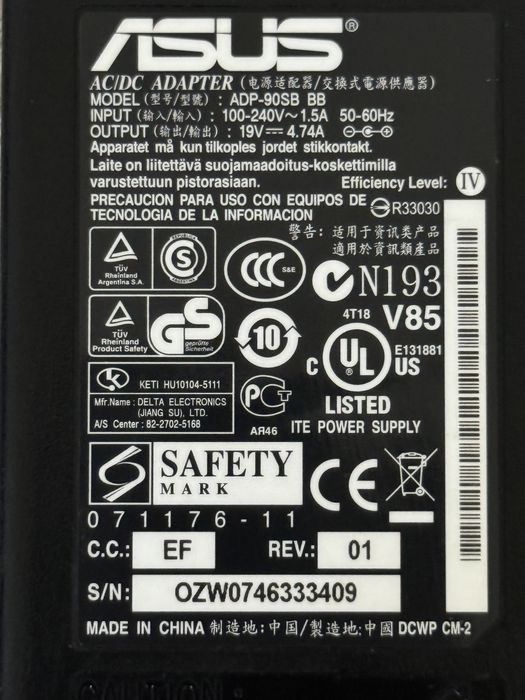 ASUS®
AC/DC ADAPTER (电源适配器/交換式電源供應器)
MODEL (型号/型號) : ADP-90SB BB
INPUT (输入/輸入) : 100-240V~ 1.5A 50-60Hz
OUTPUT (输出/輸出) : 19V⎓ 4.74A
Apparatet må kun tilkoples jordet stikkontakt.
Laite on liitettävä suojamaadoitus-koskettimilla
varustettuun pistorasiaan. Efficiency Level: IV
PRECAUCION PARA USO CON EQUIPOS DE
TECNOLOGIA DE LA INFORMACION R33030
警告: 适用于资讯类产品
適用於資訊類產品
TÜV
Rheinland
Argentina S.A.
S
CCC S&E
N193
TÜV
Rheinland
Product Safety
GS
geprüfte
Sicherheit
10
4T18 V85
C UL® US
E131881
LISTED
ITE POWER SUPPLY
K KETI HU10104-5111
Mfr.Name : DELTA ELECTRONICS
(JIANG SU), LTD.
A/S Center : 82-2702-5168
PCT
АЯ46
SAFETY
MARK
CE
071176-11
C.C.: EF REV.: 01
S/N: OZW0746333409
MADE IN CHINA 制造地:中国/製造地:中國 DCWP CM-2
CAUTION